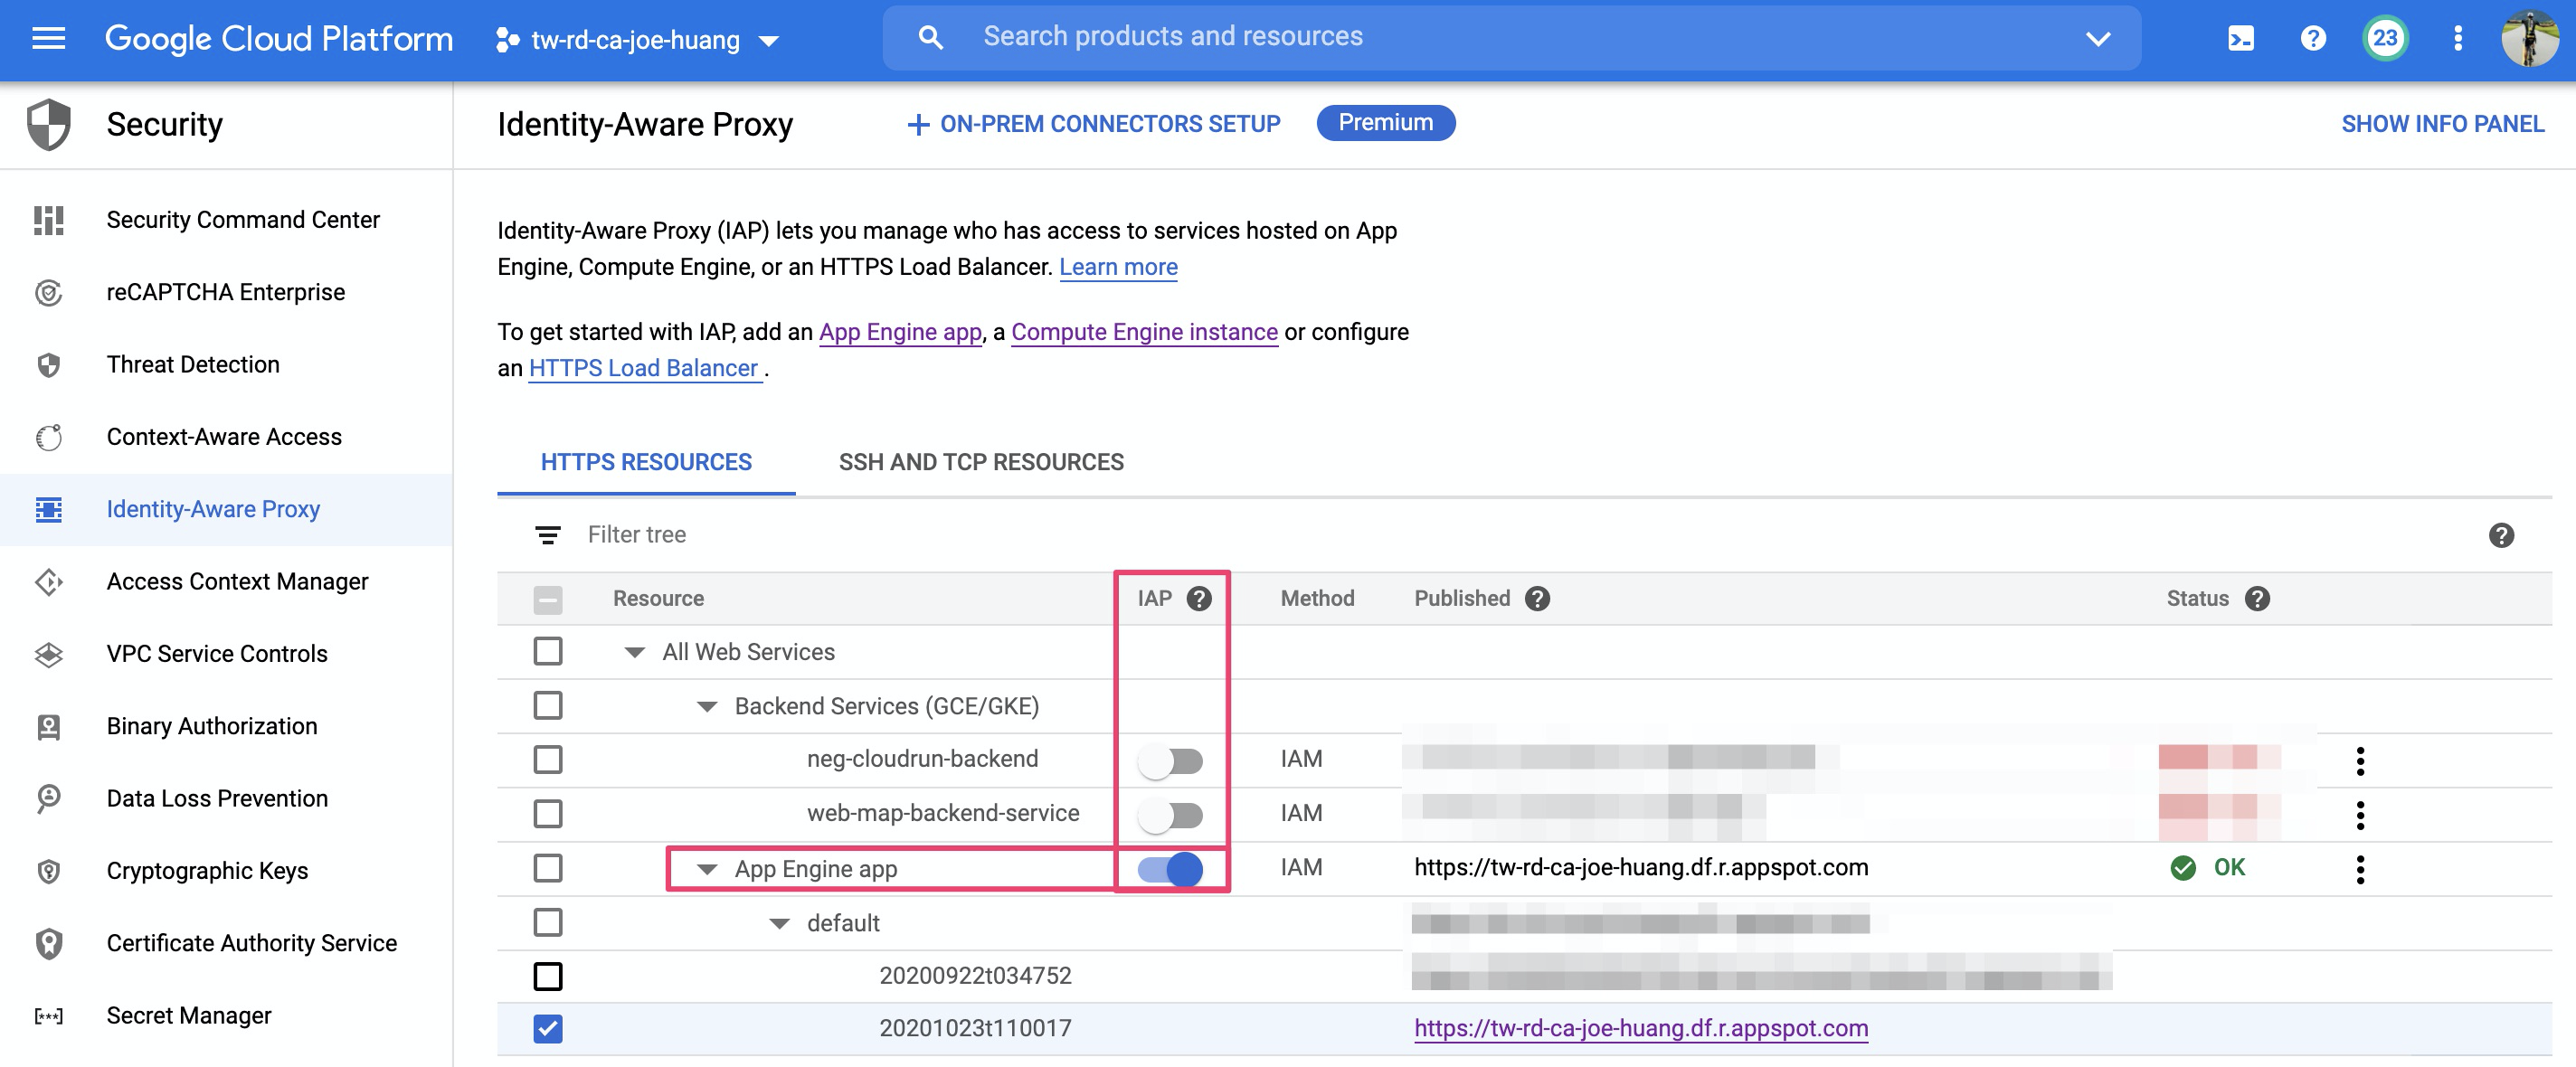 Google Cloud Platform
tw-rd-ca-joe-huang
Search products and resources
23
Security
Identity-Aware Proxy
ON-PREM CONNECTORS SETUP
Premium
SHOW INFO PANEL
Security Command Center
reCAPTCHA Enterprise
Threat Detection
Context-Aware Access
Identity-Aware Proxy
Access Context Manager
VPC Service Controls
Binary Authorization
Data Loss Prevention
Cryptographic Keys
Certificate Authority Service
Secret Manager
Identity-Aware Proxy (IAP) lets you manage who has access to services hosted on App
Engine, Compute Engine, or an HTTPS Load Balancer. Learn more
To get started with IAP, add an App Engine app, a Compute Engine instance or configure
an HTTPS Load Balancer .
HTTPS RESOURCES SSH AND TCP RESOURCES
Filter tree
Resource IAP Method Published Status
All Web Services
Backend Services (GCE/GKE)
neg-cloudrun-backend IAM
web-map-backend-service IAM
App Engine app IAM https://tw-rd-ca-joe-huang.df.r.appspot.com OK
default
20200922t034752
20201023t110017 https://tw-rd-ca-joe-huang.df.r.appspot.com